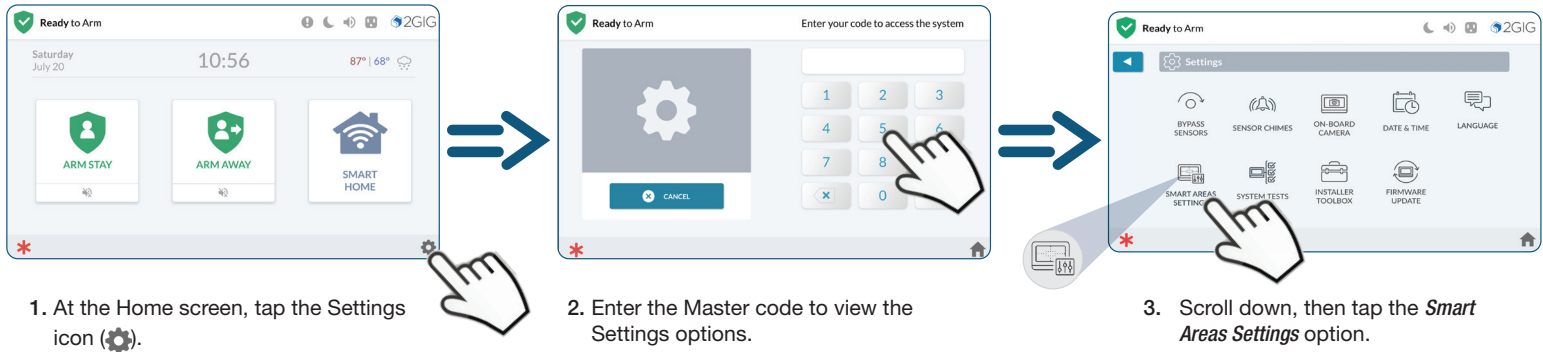 Ready to Arm
2GIG
Saturday
July 20
10:56
87° | 68°
ARM STAY
ARM AWAY
SMART
HOME
1. At the Home screen, tap the Settings
icon ( ).
Ready to Arm
Enter your code to access the system
1 2 3
4 5 6
7 8
0
CANCEL
2. Enter the Master code to view the
Settings options.
Ready to Arm
2GIG
Settings
BYPASS
SENSORS
SENSOR CHIMES
ON-BOARD
CAMERA
DATE & TIME
LANGUAGE
SMART AREAS
SETTINGS
SYSTEM TESTS
INSTALLER
TOOLBOX
FIRMWARE
UPDATE
3. Scroll down, then tap the Smart
Areas Settings option.